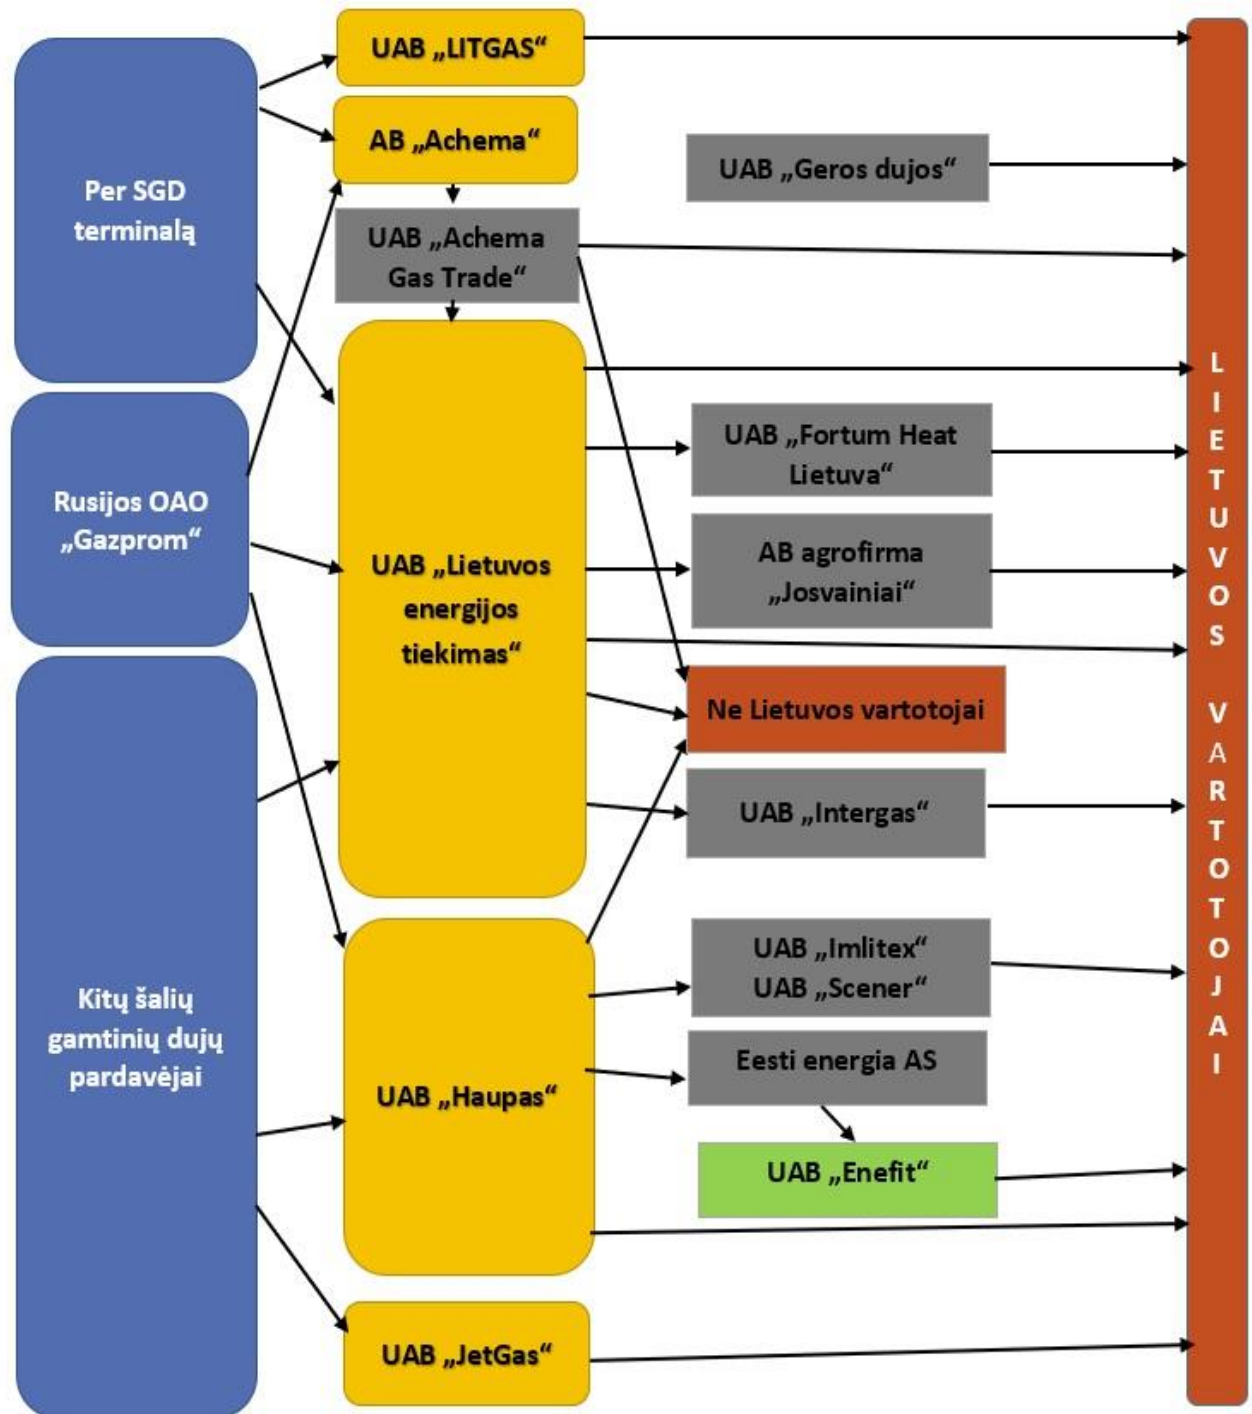 UAB „LITGAS“
AB „Achema“
Per SGD
terminalą
UAB „Geros dujos“
UAB „Achema
Gas Trade“
Rusijos OAO
„Gazprom“
UAB „Lietuvos
energijos
tiekimas“
UAB „Fortum Heat
Lietuva“
AB agrofirma
„Josvainiai“
Ne Lietuvos vartotojai
UAB „Intergas“
Kitų šalių
gamtinių dujų
pardavėjai
UAB „Haupas“
UAB „Imlitex“
UAB „Scener“
Eesti energia AS
UAB „Enefit“
UAB „JetGas“
LIETUVOS VARTOTOJAI